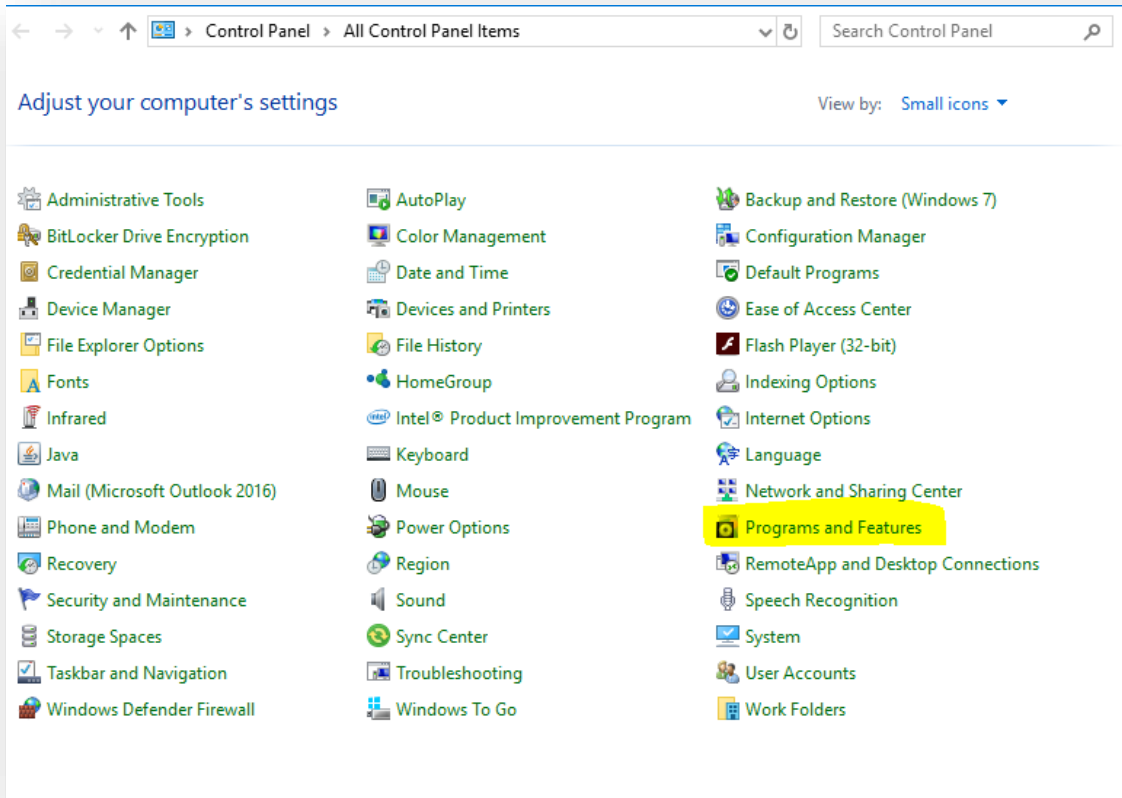 Control Panel > All Control Panel Items
Search Control Panel
Adjust your computer's settings
View by: Small icons
Administrative Tools
AutoPlay
Backup and Restore (Windows 7)
BitLocker Drive Encryption
Color Management
Configuration Manager
Credential Manager
Date and Time
Default Programs
Device Manager
Devices and Printers
Ease of Access Center
File Explorer Options
File History
Flash Player (32-bit)
Fonts
HomeGroup
Indexing Options
Infrared
Intel® Product Improvement Program
Internet Options
Java
Keyboard
Language
Mail (Microsoft Outlook 2016)
Mouse
Network and Sharing Center
Phone and Modem
Power Options
Programs and Features
Recovery
Region
RemoteApp and Desktop Connections
Security and Maintenance
Sound
Speech Recognition
Storage Spaces
Sync Center
System
Taskbar and Navigation
Troubleshooting
User Accounts
Windows Defender Firewall
Windows To Go
Work Folders